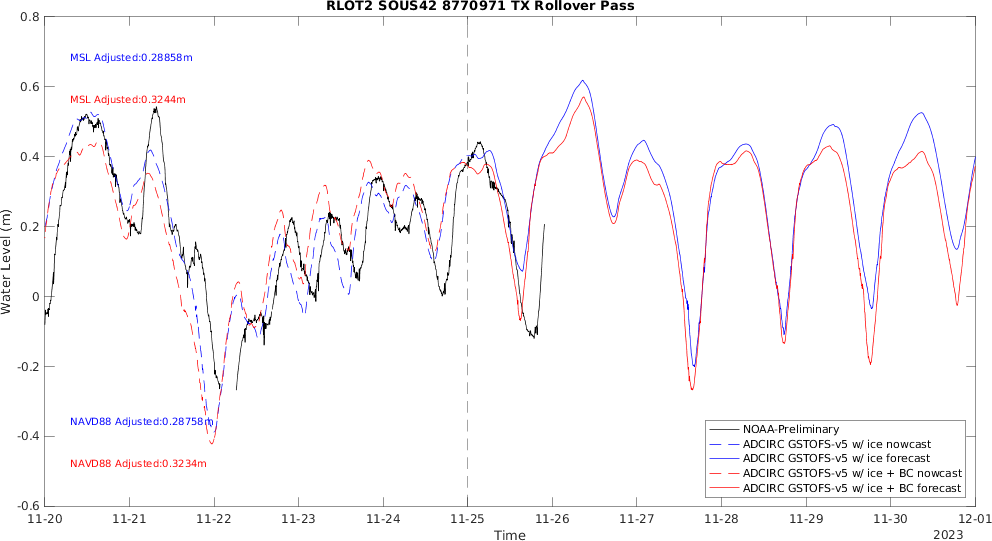 RLOT2 SOUS42 8770971 TX Rollover Pass
0.8
0.6
0.4
0.2
0
-0.2
-0.4
-0.6
Water Level (m)
MSL Adjusted:0.28858m
MSL Adjusted:0.3244m
NAVD88 Adjusted:0.28758m
NAVD88 Adjusted:0.3234m
NOAA-Preliminary
ADCIRC GSTOFS-v5 w/ ice nowcast
ADCIRC GSTOFS-v5 w/ ice forecast
ADCIRC GSTOFS-v5 w/ ice + BC nowcast
ADCIRC GSTOFS-v5 w/ ice + BC forecast
11-20 11-21 11-22 11-23 11-24 11-25 11-26 11-27 11-28 11-29 11-30 12-01
Time
2023